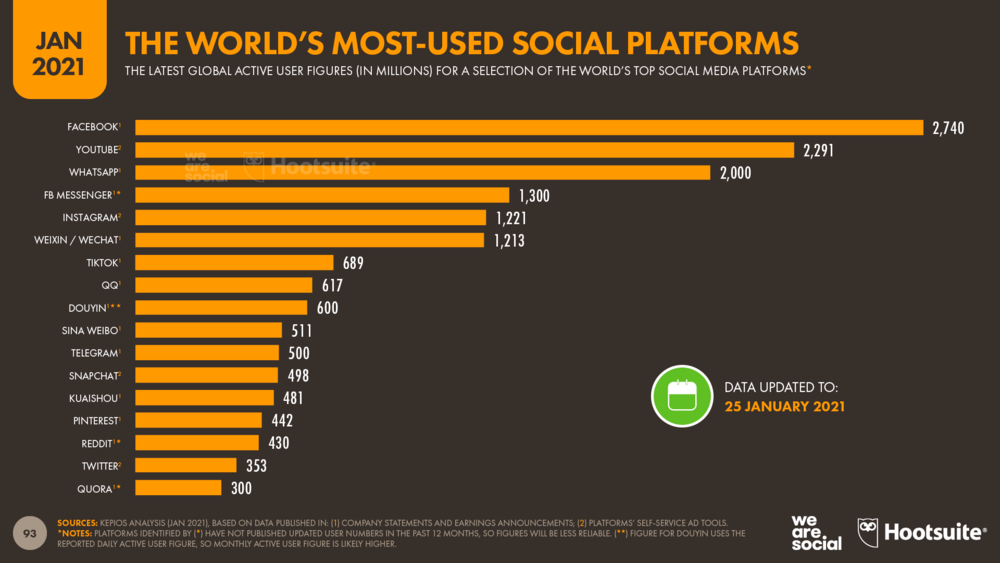 JAN
2021
THE WORLD'S MOST-USED SOCIAL PLATFORMS
THE LATEST GLOBAL ACTIVE USER FIGURES (IN MILLIONS) FOR A SELECTION OF THE WORLD'S TOP SOCIAL MEDIA PLATFORMS*
FACEBOOK¹ 2,740
YOUTUBE² 2,291
WHATSAPP¹ 2,000
FB MESSENGER¹* 1,300
INSTAGRAM² 1,221
WEIXIN / WECHAT¹ 1,213
TIKTOK¹ 689
QQ¹ 617
DOUYIN¹** 600
SINA WEIBO¹ 511
TELEGRAM¹ 500
SNAPCHAT² 498
KUAISHOU¹ 481
PINTEREST¹ 442
REDDIT¹* 430
TWITTER² 353
QUORA¹* 300
we
are
social
Hootsuite®
DATA UPDATED TO:
25 JANUARY 2021
93
SOURCES: KEPIOS ANALYSIS (JAN 2021), BASED ON DATA PUBLISHED IN: (1) COMPANY STATEMENTS AND EARNINGS ANNOUNCEMENTS; (2) PLATFORMS' SELF-SERVICE AD TOOLS.
*NOTES: PLATFORMS IDENTIFIED BY (*) HAVE NOT PUBLISHED UPDATED USER NUMBERS IN THE PAST 12 MONTHS, SO FIGURES WILL BE LESS RELIABLE. (**) FIGURE FOR DOUYIN USES THE
REPORTED DAILY ACTIVE USER FIGURE, SO MONTHLY ACTIVE USER FIGURE IS LIKELY HIGHER.
we
are
social
Hootsuite®